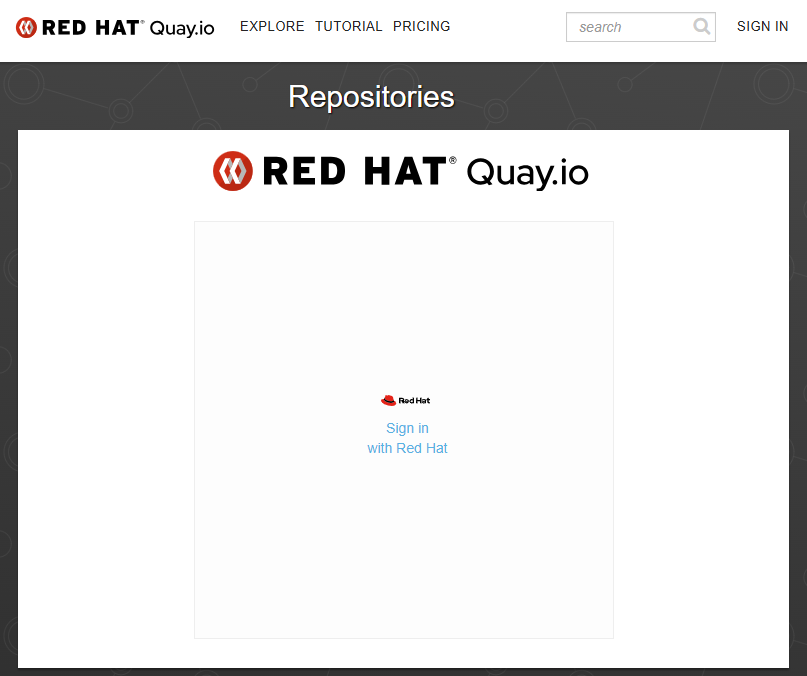 RED HAT® Quay.io EXPLORE TUTORIAL PRICING search SIGN IN
Repositories
RED HAT® Quay.io
Red Hat
Sign in
with Red Hat